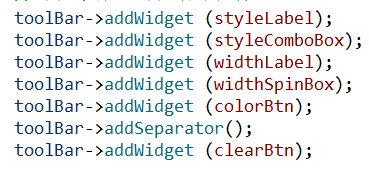 toolBar->addWidget (styleLabel);
toolBar->addWidget (styleComboBox);
toolBar->addWidget (widthLabel);
toolBar->addWidget (widthSpinBox);
toolBar->addWidget (colorBtn);
toolBar->addSeparator();
toolBar->addWidget (clearBtn);